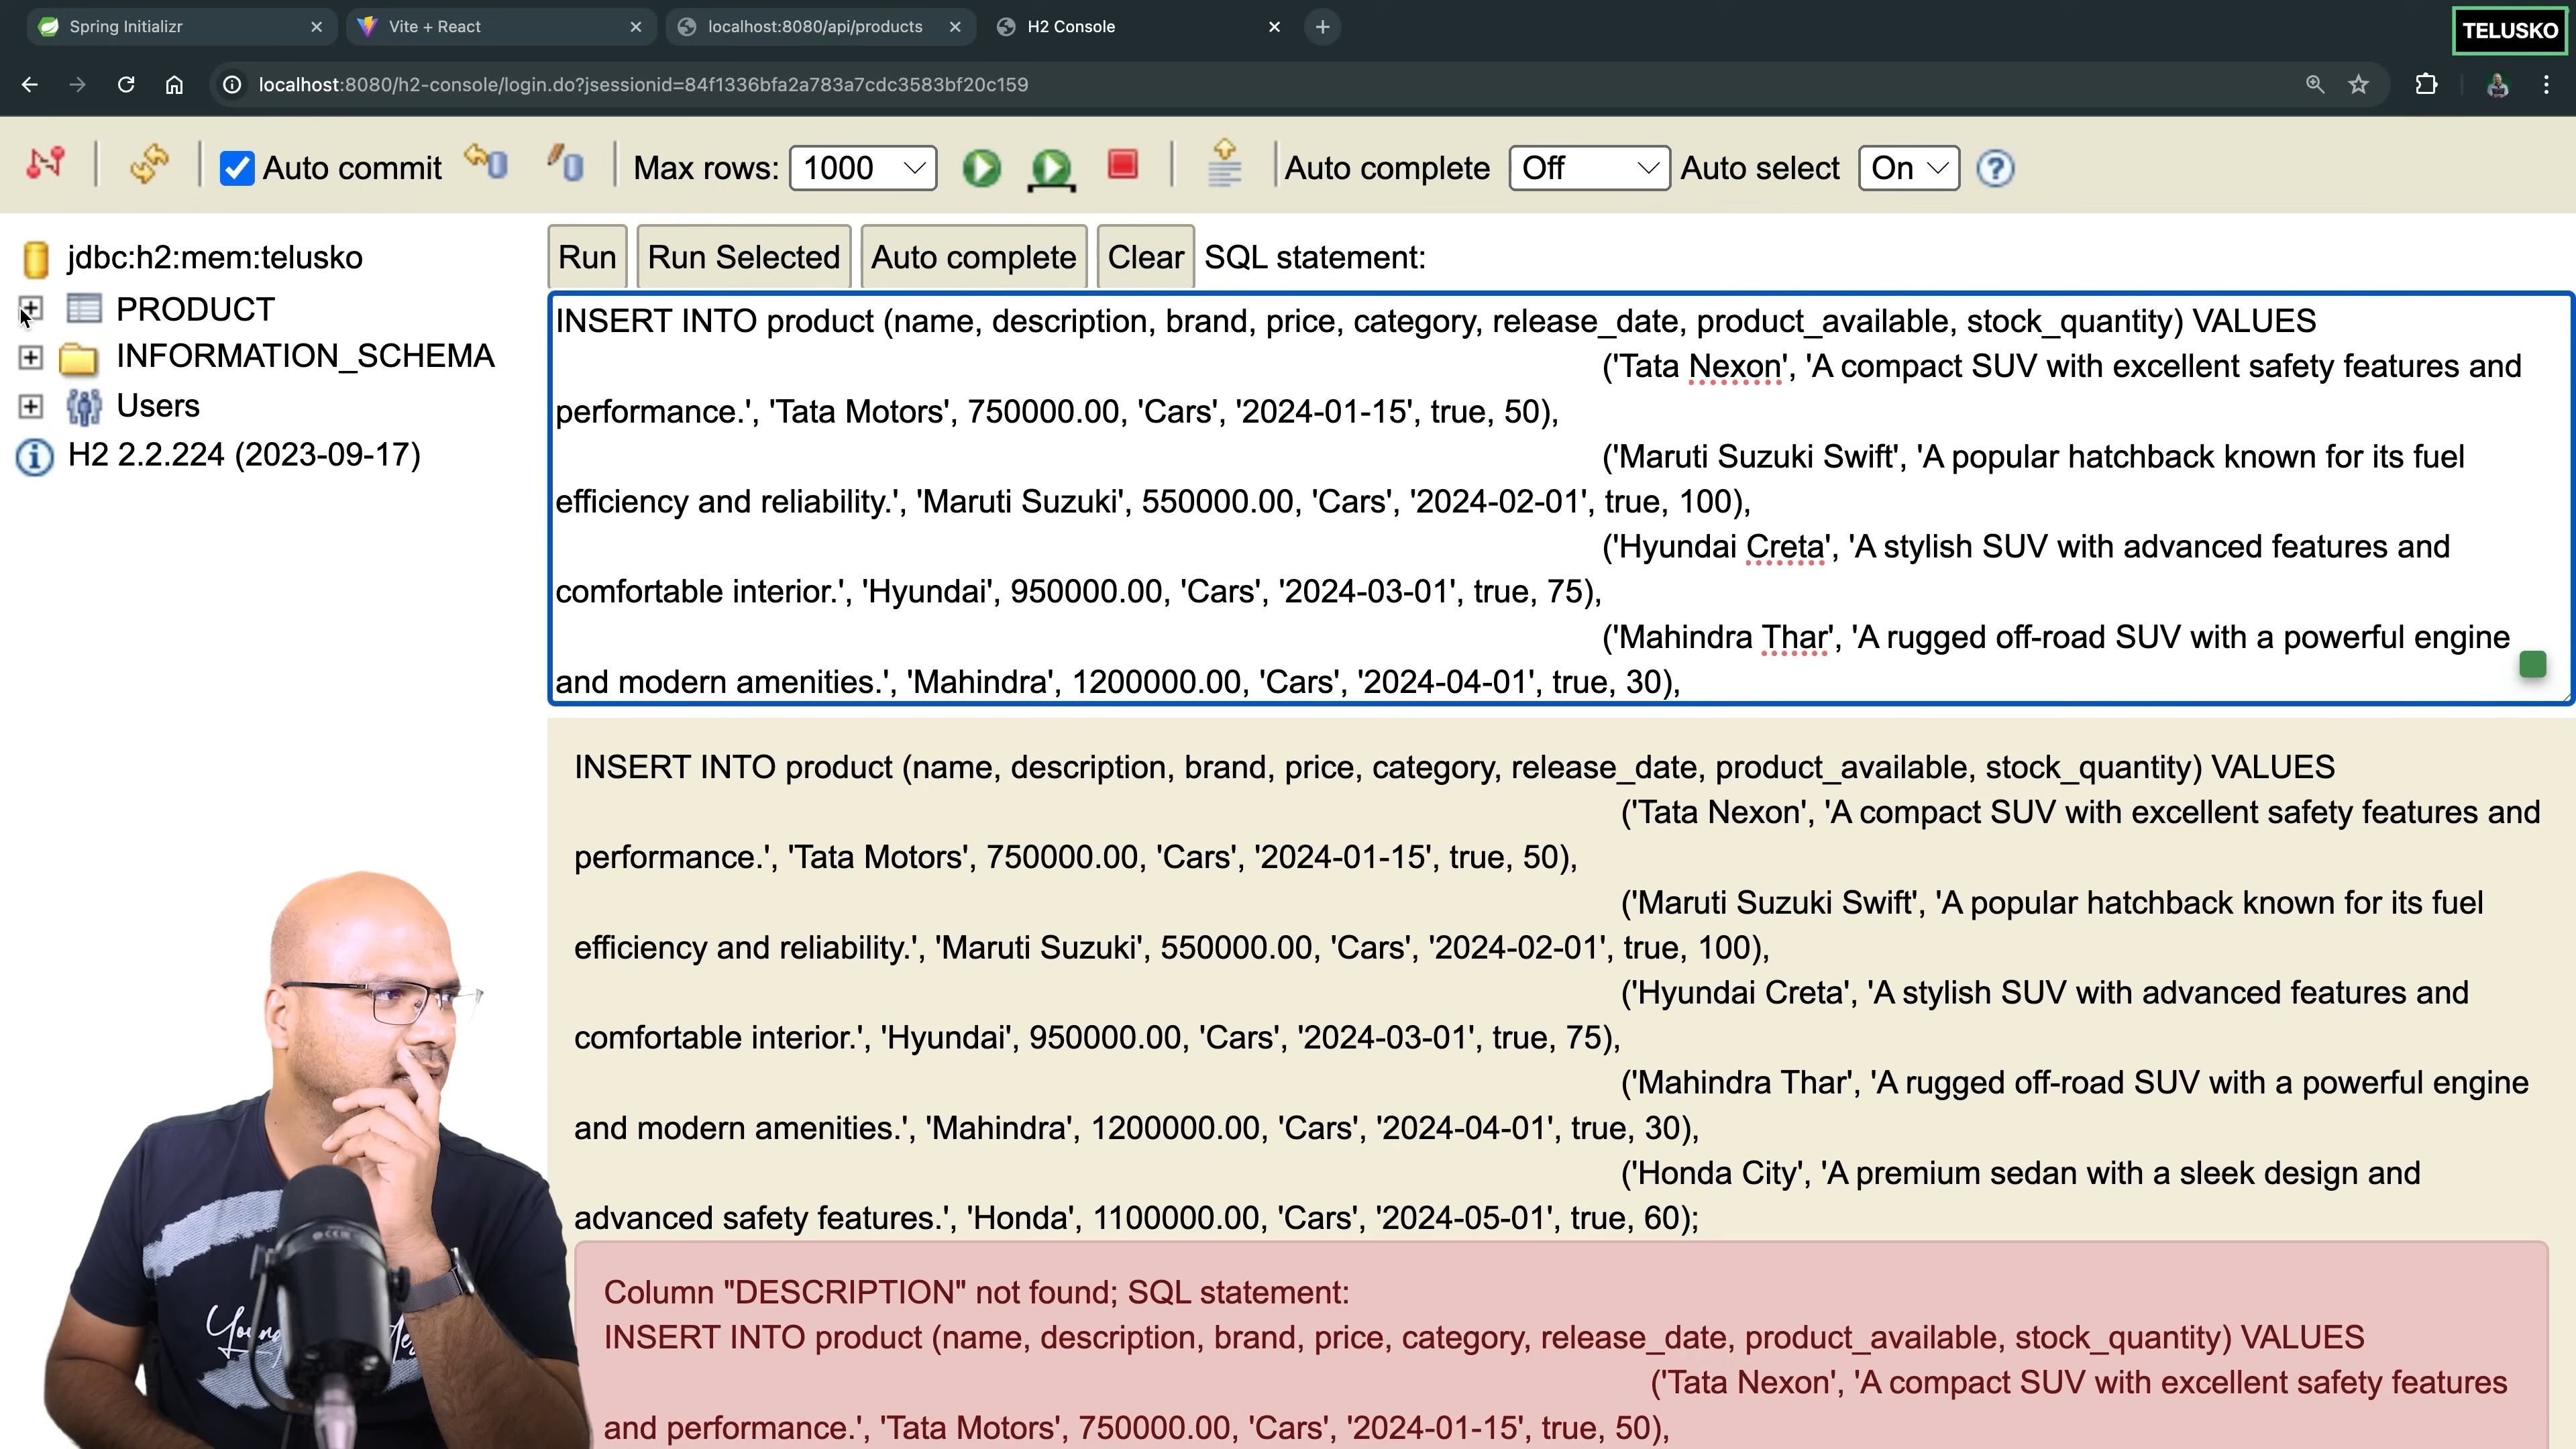 Spring Initializr
Vite + React
localhost:8080/api/products
H2 Console
TELUSKO
localhost:8080/h2-console/login.do?jsessionid=84f1336bfa2a783a7cdc3583bf20c159
Auto commit
Max rows: 1000
Auto complete Off
Auto select On
jdbc:h2:mem:telusko
PRODUCT
INFORMATION_SCHEMA
Users
H2 2.2.224 (2023-09-17)
Run Run Selected Auto complete Clear SQL statement:
INSERT INTO product (name, description, brand, price, category, release_date, product_available, stock_quantity) VALUES
('Tata Nexon', 'A compact SUV with excellent safety features and
performance.', 'Tata Motors', 750000.00, 'Cars', '2024-01-15', true, 50),
('Maruti Suzuki Swift', 'A popular hatchback known for its fuel
efficiency and reliability.', 'Maruti Suzuki', 550000.00, 'Cars', '2024-02-01', true, 100),
('Hyundai Creta', 'A stylish SUV with advanced features and
comfortable interior.', 'Hyundai', 950000.00, 'Cars', '2024-03-01', true, 75),
('Mahindra Thar', 'A rugged off-road SUV with a powerful engine
and modern amenities.', 'Mahindra', 1200000.00, 'Cars', '2024-04-01', true, 30),
INSERT INTO product (name, description, brand, price, category, release_date, product_available, stock_quantity) VALUES
('Tata Nexon', 'A compact SUV with excellent safety features and
performance.', 'Tata Motors', 750000.00, 'Cars', '2024-01-15', true, 50),
('Maruti Suzuki Swift', 'A popular hatchback known for its fuel
efficiency and reliability.', 'Maruti Suzuki', 550000.00, 'Cars', '2024-02-01', true, 100),
('Hyundai Creta', 'A stylish SUV with advanced features and
comfortable interior.', 'Hyundai', 950000.00, 'Cars', '2024-03-01', true, 75),
('Mahindra Thar', 'A rugged off-road SUV with a powerful engine
and modern amenities.', 'Mahindra', 1200000.00, 'Cars', '2024-04-01', true, 30),
('Honda City', 'A premium sedan with a sleek design and
advanced safety features.', 'Honda', 1100000.00, 'Cars', '2024-05-01', true, 60);
Column "DESCRIPTION" not found; SQL statement:
INSERT INTO product (name, description, brand, price, category, release_date, product_available, stock_quantity) VALUES
('Tata Nexon', 'A compact SUV with excellent safety features
and performance.', 'Tata Motors', 750000.00, 'Cars', '2024-01-15', true, 50),